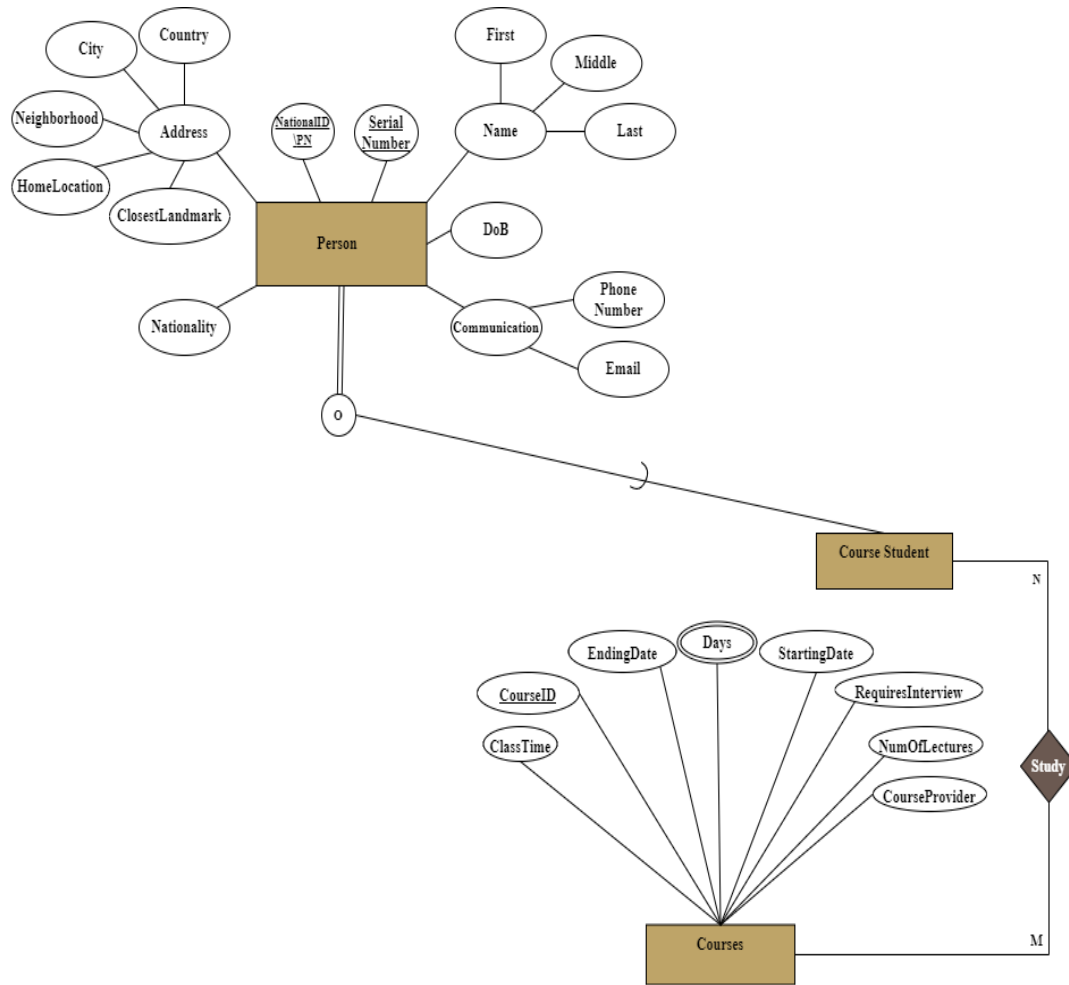 Country
First
City
Middle
Neighborhood
NationalID
\PN
Serial
Number
Address
Name
Last
HomeLocation
ClosestLandmark
Person
DoB
Phone
Number
Nationality
Communication
Email
O
Course Student
N
Days
EndingDate
StartingDate
CourseID
RequiresInterview
ClassTime
NumOfLectures
Study
CourseProvider
Courses
M